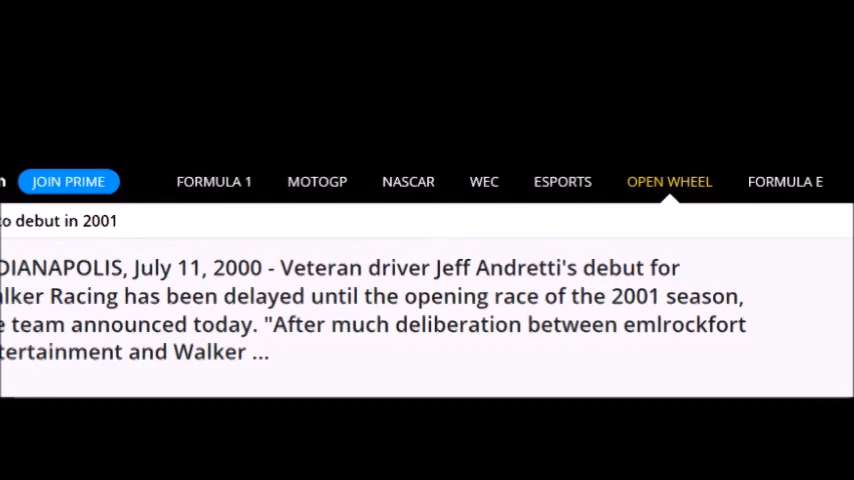 JOIN PRIME FORMULA 1 MOTOGP NASCAR WEC ESPORTS OPEN WHEEL FORMULA E
to debut in 2001
DIANAPOLIS, July 11, 2000 - Veteran driver Jeff Andretti's debut for
alker Racing has been delayed until the opening race of the 2001 season,
e team announced today. "After much deliberation between emlrockfort
tertainment and Walker ...